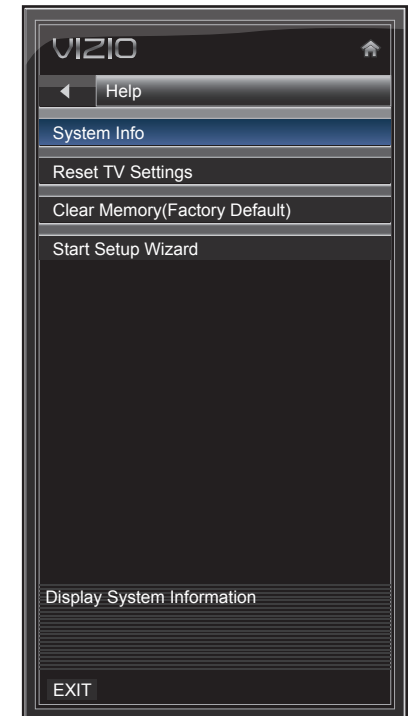 VIZIO
Help
System Info
Reset TV Settings
Clear Memory(Factory Default)
Start Setup Wizard
Display System Information
EXIT